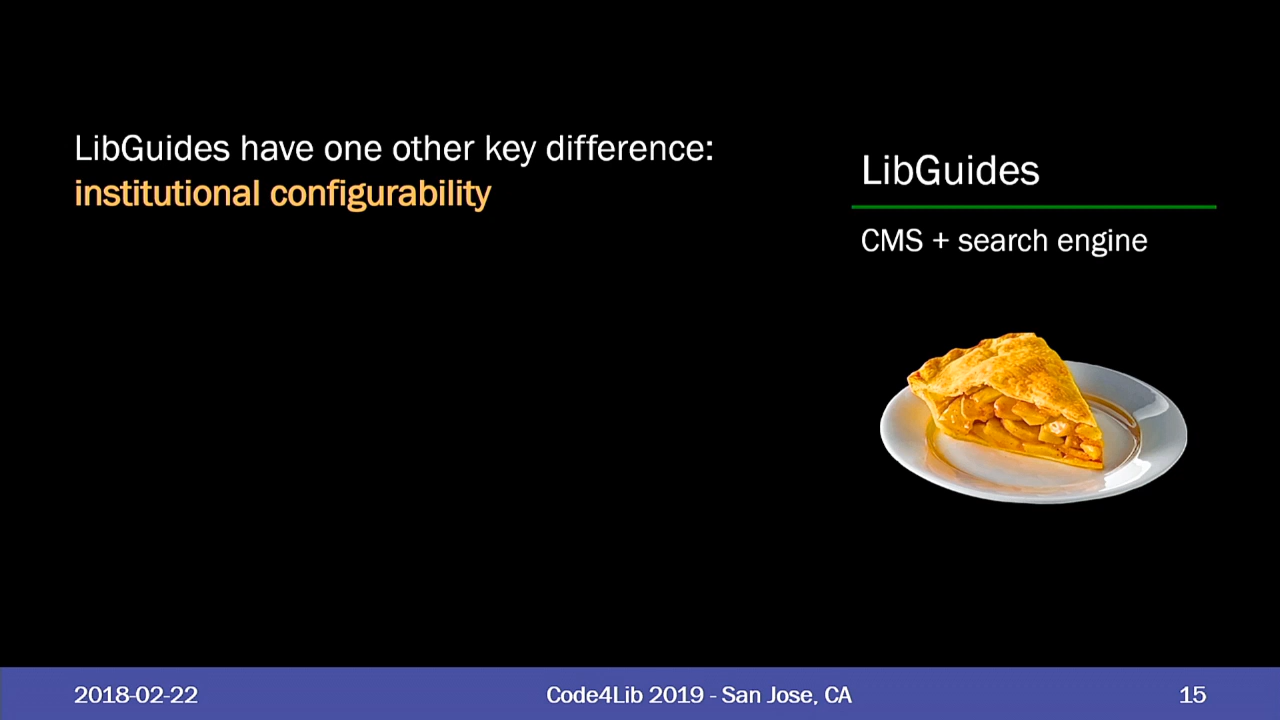 LibGuides have one other key difference:
institutional configurability
LibGuides
CMS + search engine
2018-02-22
Code4Lib 2019 - San Jose, CA
15